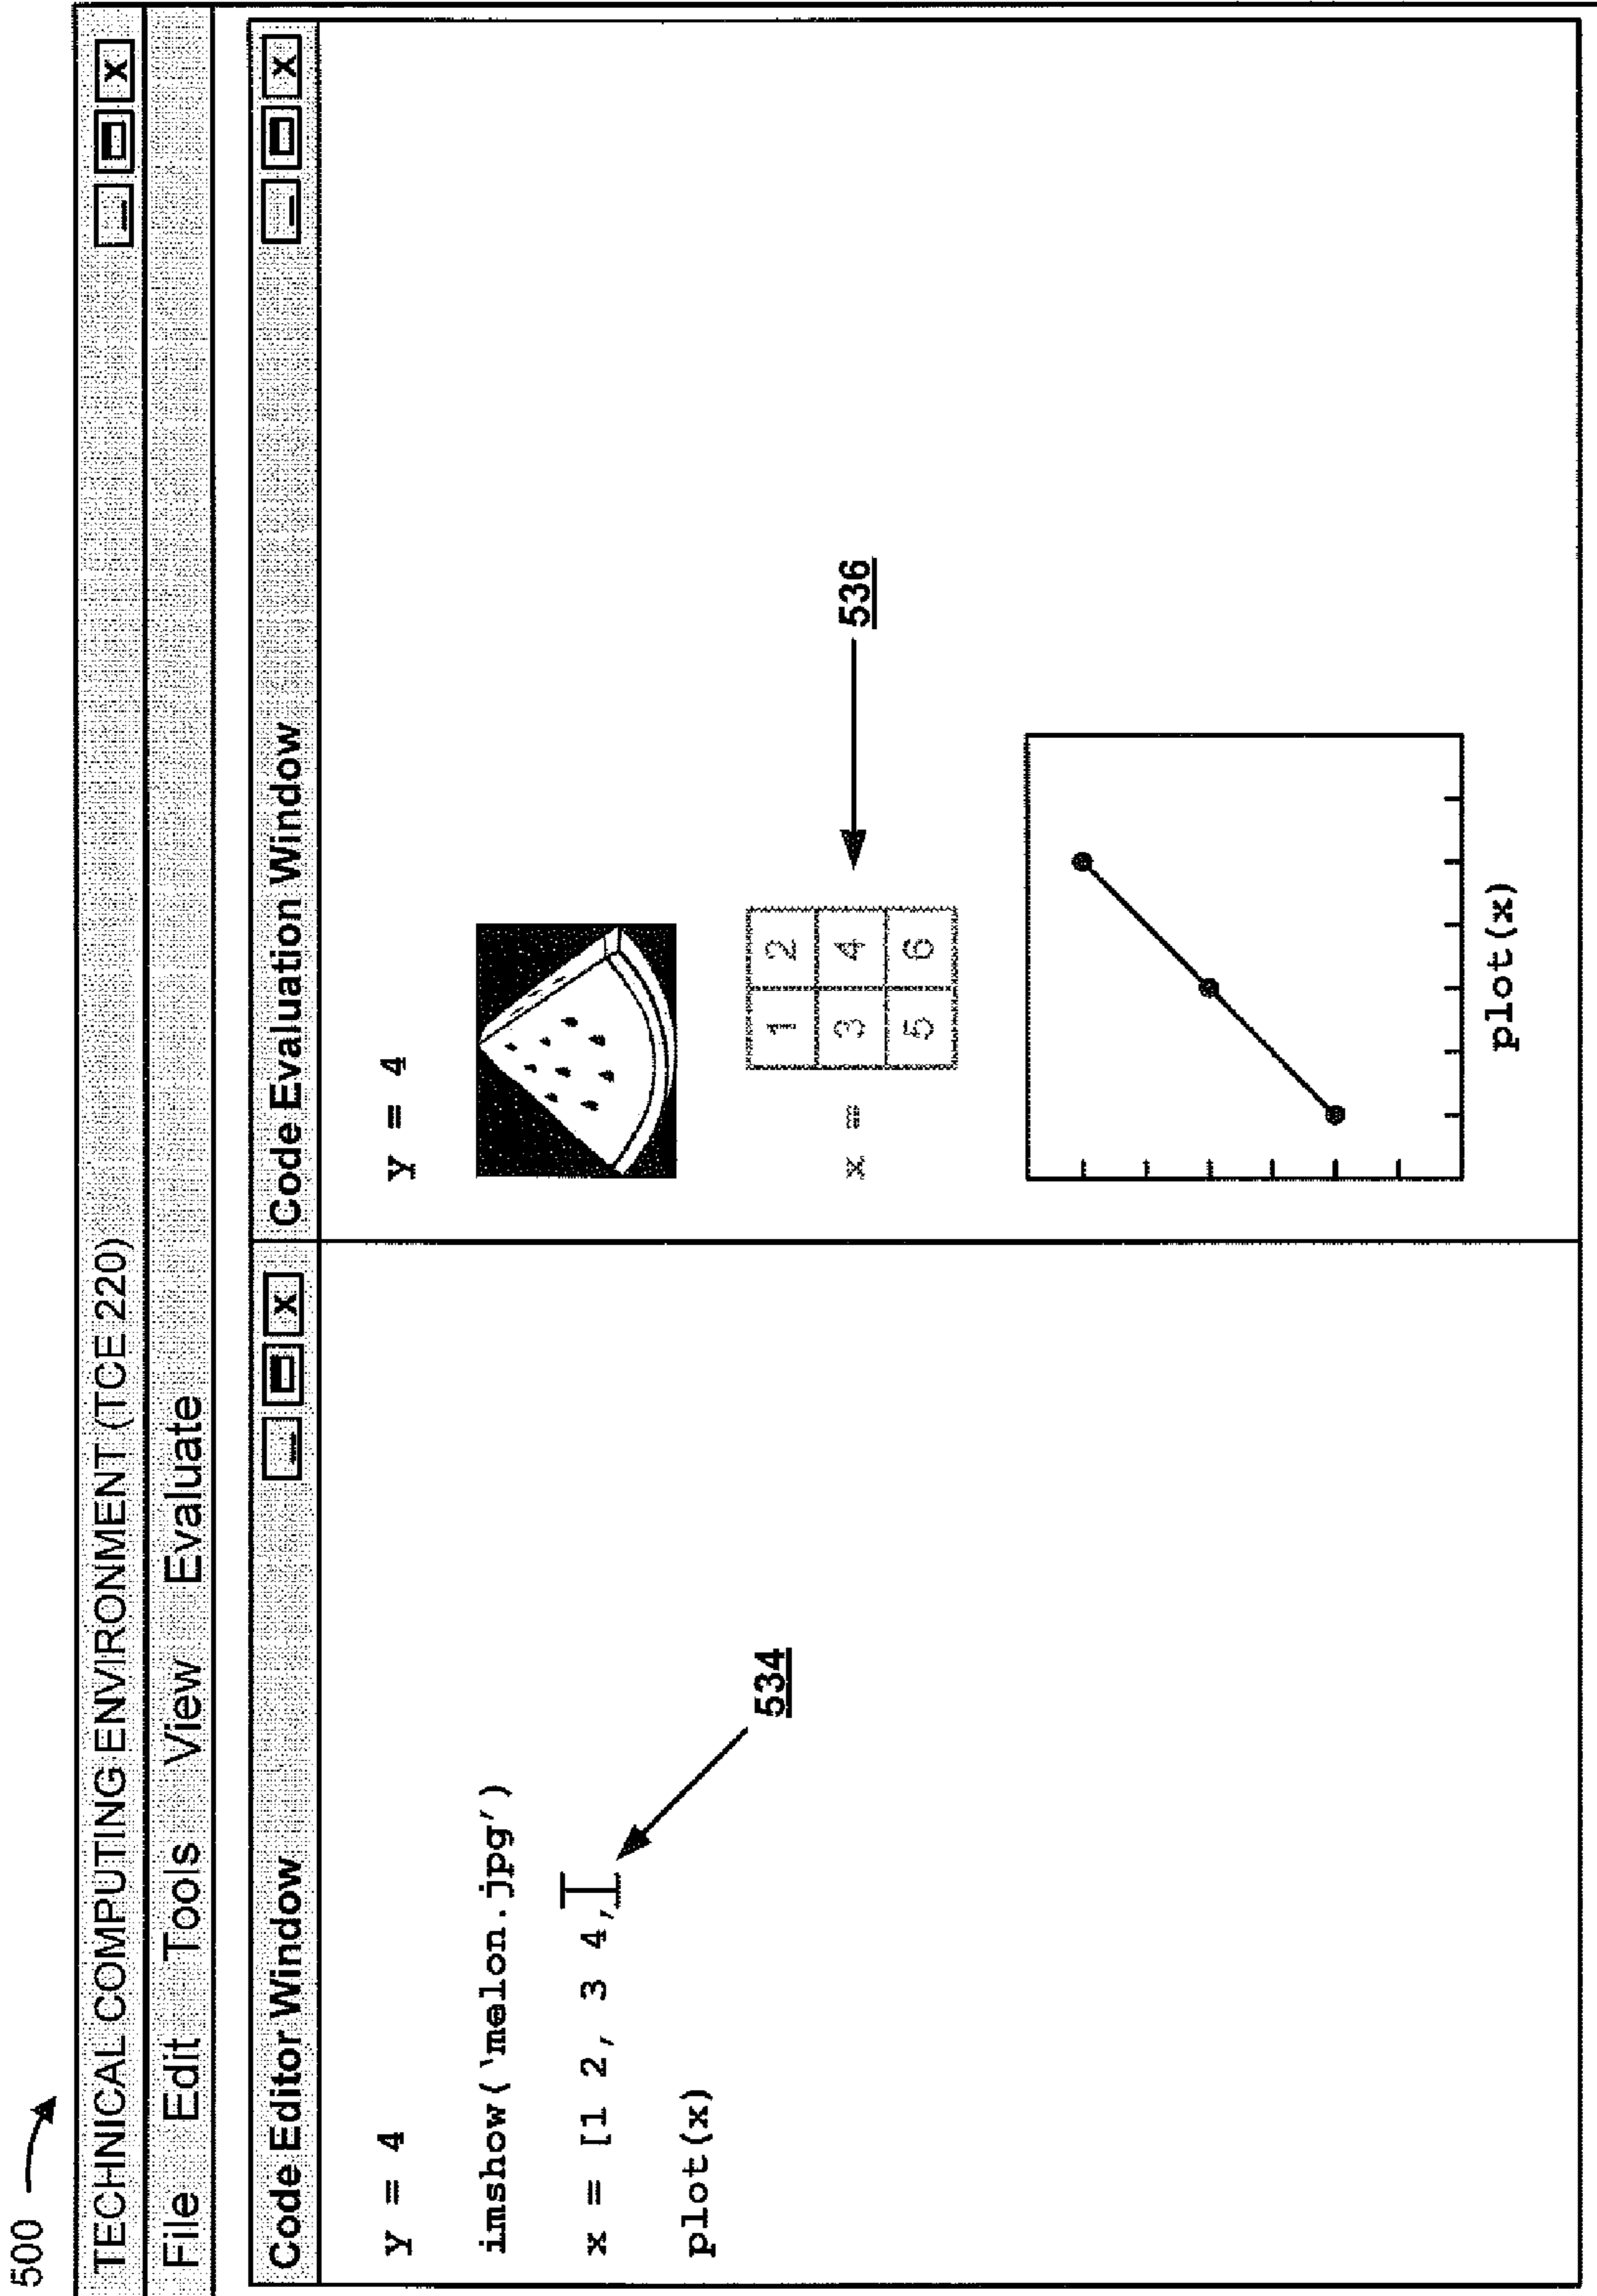 500
TECHNICAL COMPUTING ENVIRONMENT (TCE 220)
File Edit Tools View Evaluate
Code Editor Window
y = 4
imshow(‵melon.jpg′)
x = [1 2, 3 4,
534
plot(x)
Code Evaluation Window
y = 4
x =
1 2
3 4
5 6
536
plot(x)